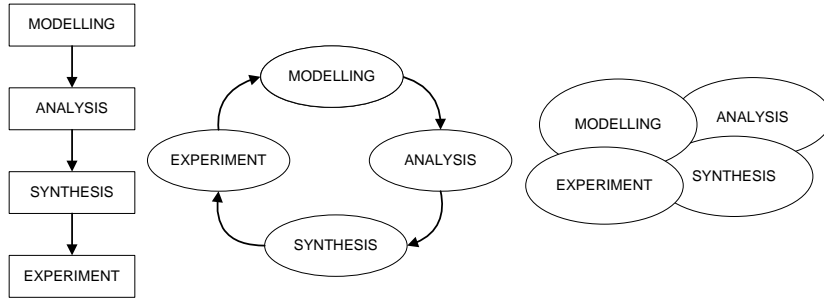 MODELLING
ANALYSIS
SYNTHESIS
EXPERIMENT
MODELLING
EXPERIMENT
ANALYSIS
SYNTHESIS
MODELLING
ANALYSIS
EXPERIMENT
SYNTHESIS